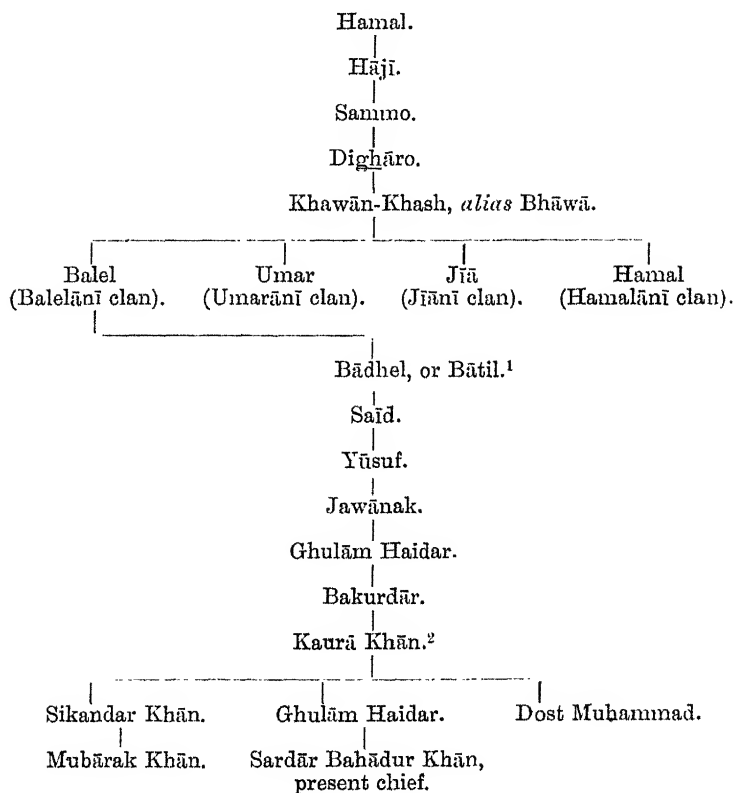 Hamal.
Hājī.
Sammo.
Dighāro.
Khawān-Khash, alias Bhāwā.
Balel Umar Jīā Hamal
(Balelānī clan). (Umarānī clan). (Jīānī clan). (Hamalānī clan).
Bādhel, or Bātil.¹
Saīd.
Yūsuf.
Jawānak.
Ghulām Haidar.
Bakurdār.
Kaurā Khān.²
Sikandar Khān. Ghulām Haidar. Dost Muhammad.
Mubārak Khān. Sardār Bahādur Khān,
present chief.